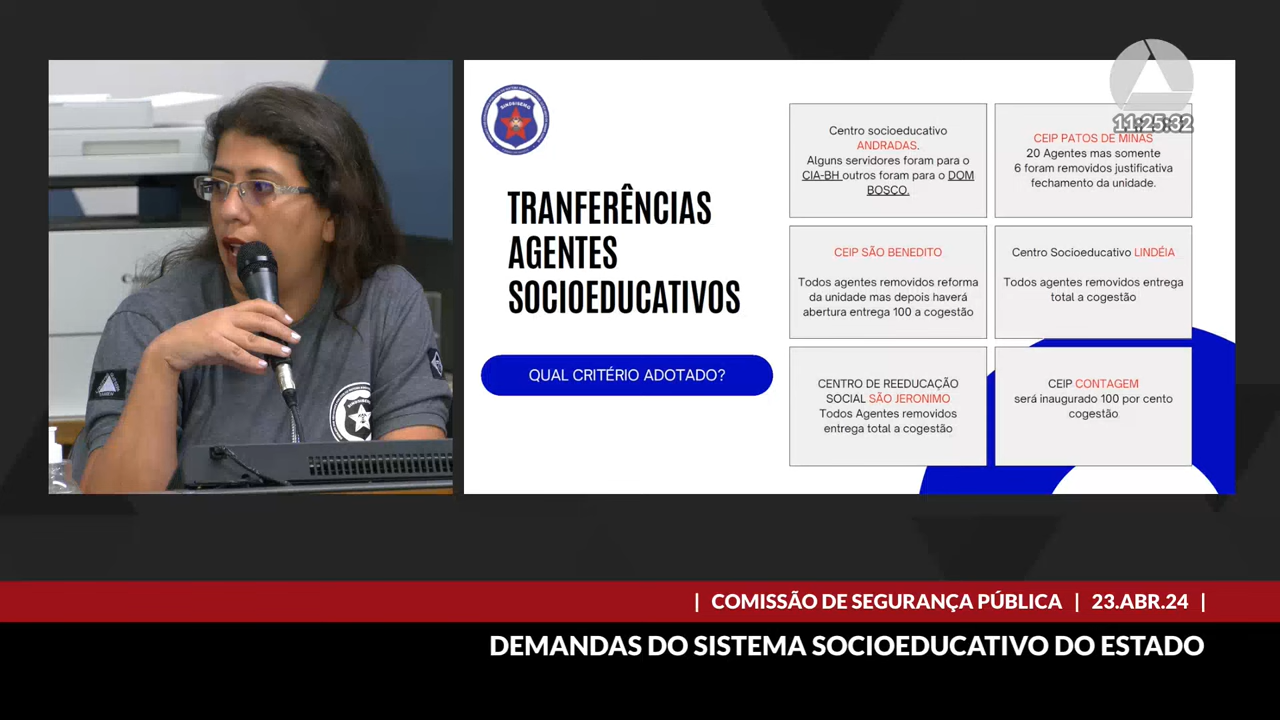 11:25:32
SINDSISEMG
TRANFERÊNCIAS
AGENTES
SOCIOEDUCATIVOS
QUAL CRITÉRIO ADOTADO?
Centro socioeducativo
ANDRADAS.
Alguns servidores foram para o
CIA-BH outros foram para o DOM
BOSCO.
CEIP PATOS DE MINAS
20 Agentes mas somente
6 foram removidos justificativa
fechamento da unidade.
CEIP SÃO BENEDITO
Todos agentes removidos reforma
da unidade mas depois haverá
abertura entrega 100 a cogestão
Centro Socioeducativo LINDÉIA
Todos agentes removidos entrega
total a cogestão
CENTRO DE REEDUCAÇÃO
SOCIAL SÃO JERONIMO
Todos Agentes removidos
entrega total a cogestão
CEIP CONTAGEM
será inaugurado 100 por cento
cogestão
| COMISSÃO DE SEGURANÇA PÚBLICA | 23.ABR.24 |
DEMANDAS DO SISTEMA SOCIOEDUCATIVO DO ESTADO